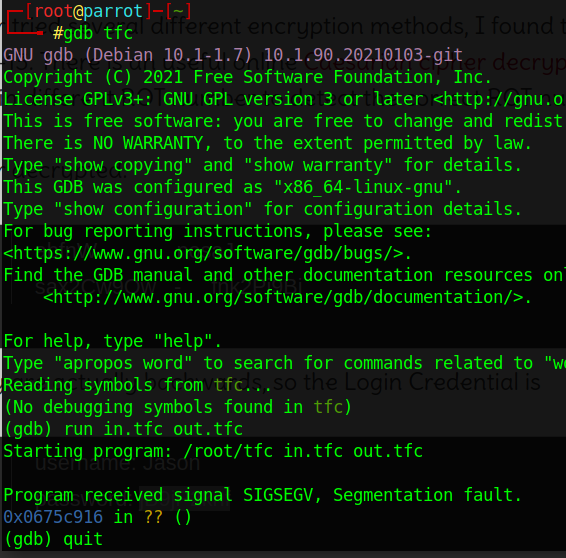 ┌─[root@parrot]─[~]
└──╼ #gdb tfc
GNU gdb (Debian 10.1-1.7) 10.1.90.20210103-git
Copyright (C) 2021 Free Software Foundation, Inc.
License GPLv3+: GNU GPL version 3 or later <http://gnu.o
This is free software: you are free to change and redist
There is NO WARRANTY, to the extent permitted by law.
Type "show copying" and "show warranty" for details.
This GDB was configured as "x86_64-linux-gnu".
Type "show configuration" for configuration details.
For bug reporting instructions, please see:
<https://www.gnu.org/software/gdb/bugs/>.
Find the GDB manual and other documentation resources onl
<http://www.gnu.org/software/gdb/documentation/>.
For help, type "help".
Type "apropos word" to search for commands related to "wo
Reading symbols from tfc...
(No debugging symbols found in tfc)
(gdb) run in.tfc out.tfc
Starting program: /root/tfc in.tfc out.tfc
username: Jason
Program received signal SIGSEGV, Segmentation fault.
0x0675c916 in ?? ()
(gdb) quit